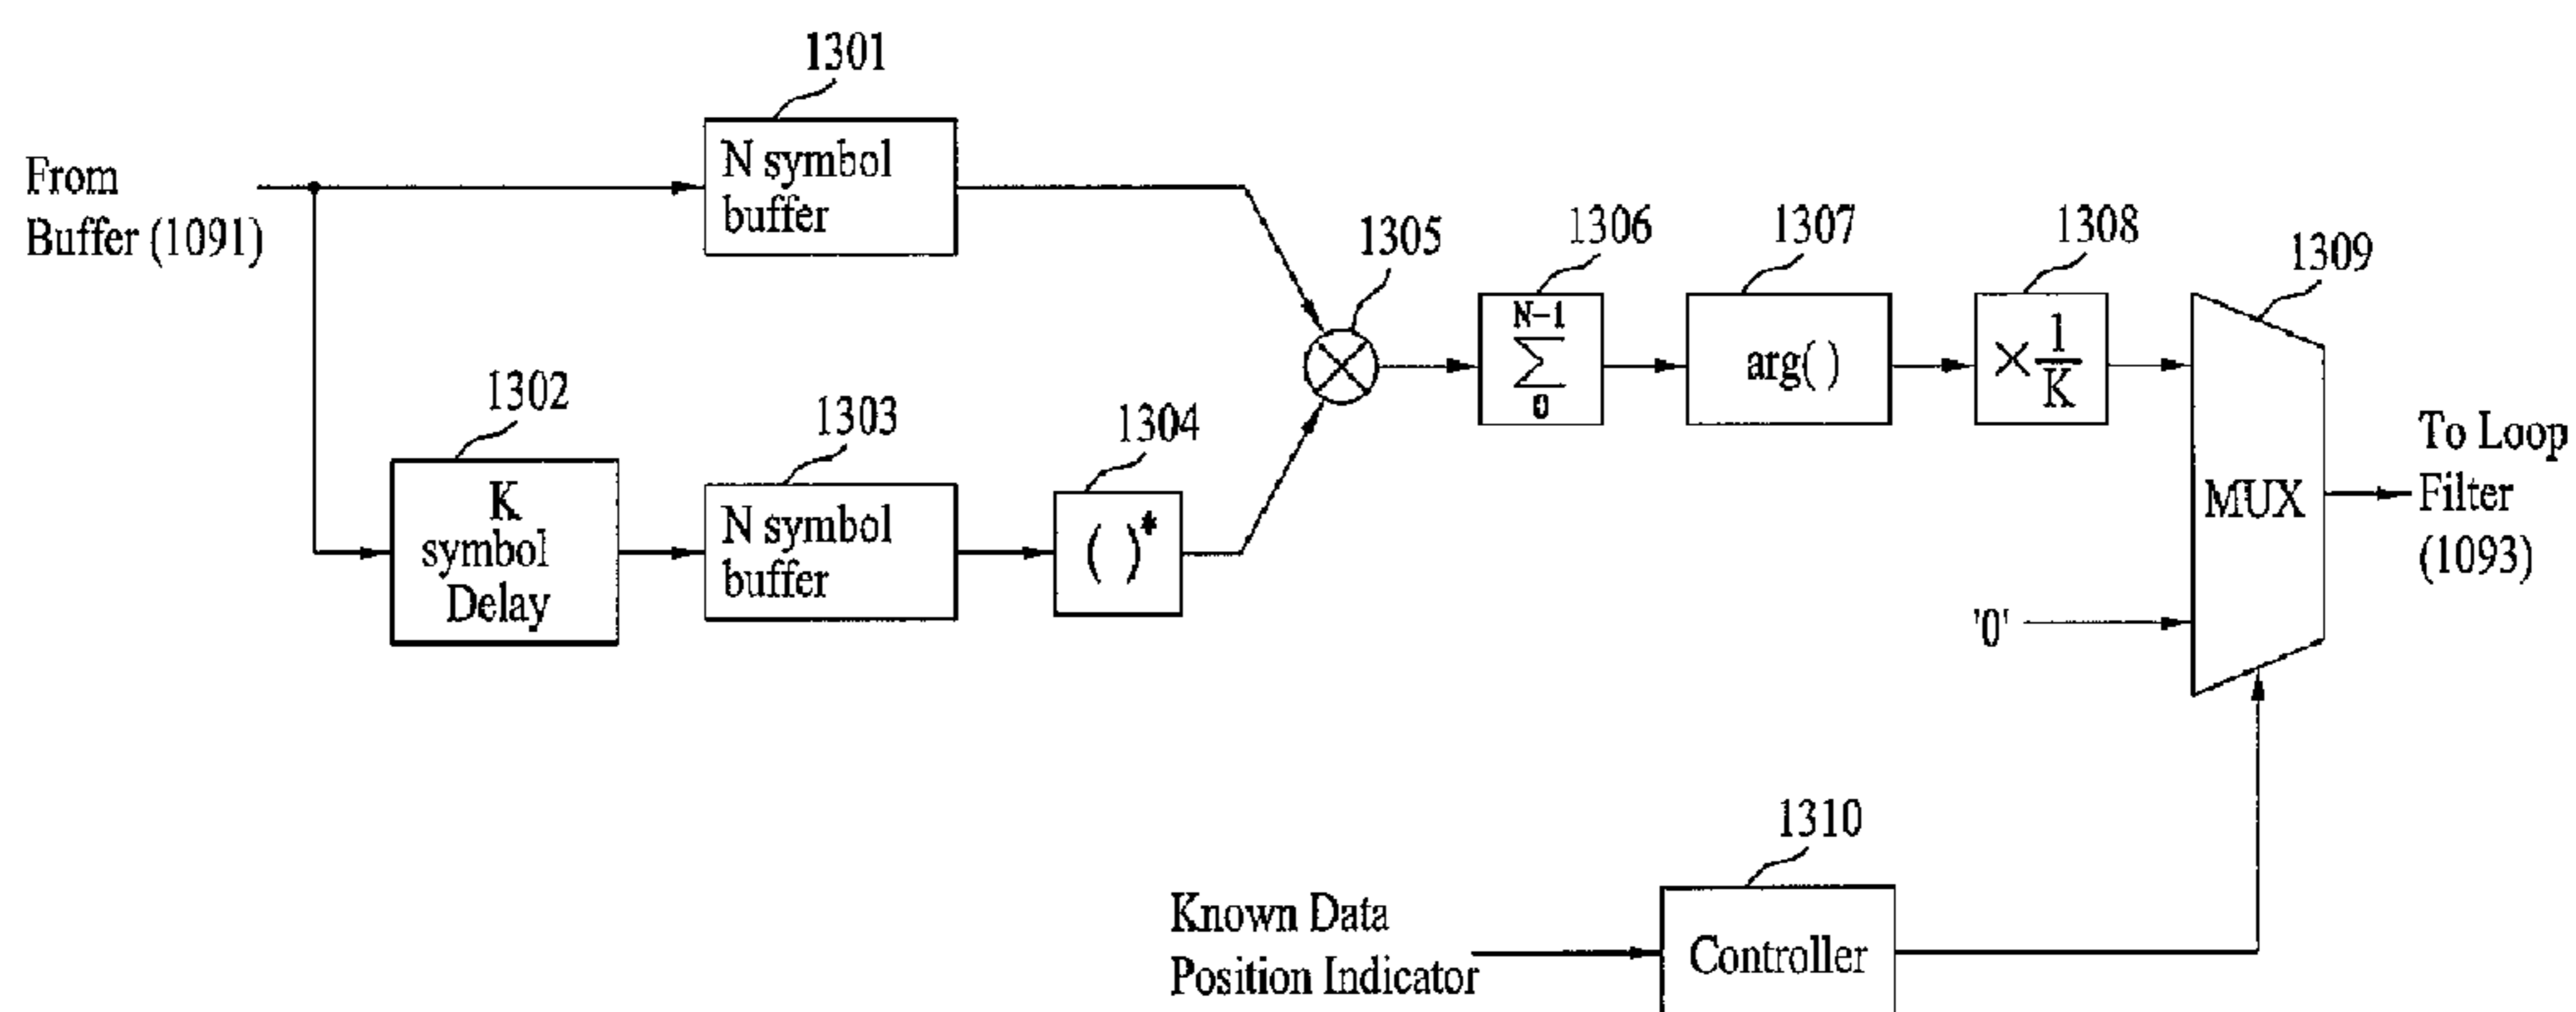 1301
From
Buffer (1091)
N symbol
buffer
1302
K
symbol
Delay
1303
N symbol
buffer
1304
( )*
1305
1306
N-1
∑
0
1307
arg( )
1308
× 1/K
1309
MUX
'0'
To Loop
Filter
(1093)
1310
Known Data
Position Indicator
Controller